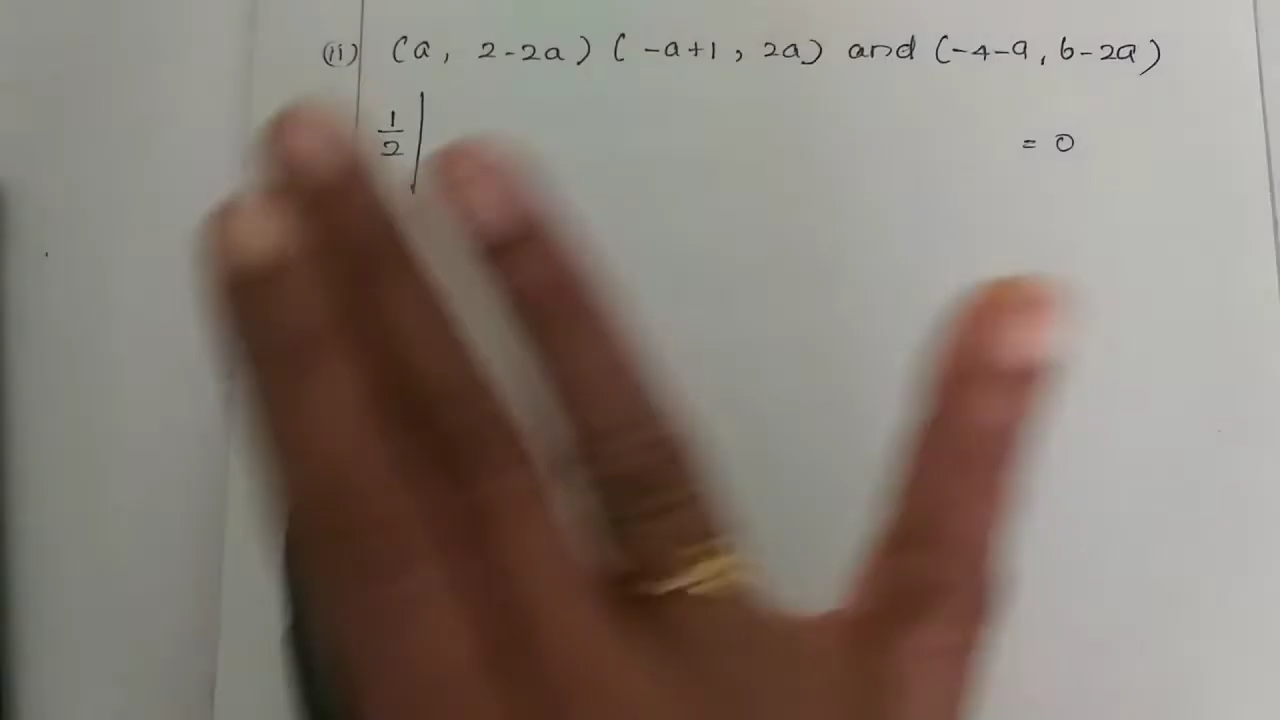 (ii) (a, 2-2a) (-a+1, 2a) and (-4-a, 6-2a)
1/2 | = 0